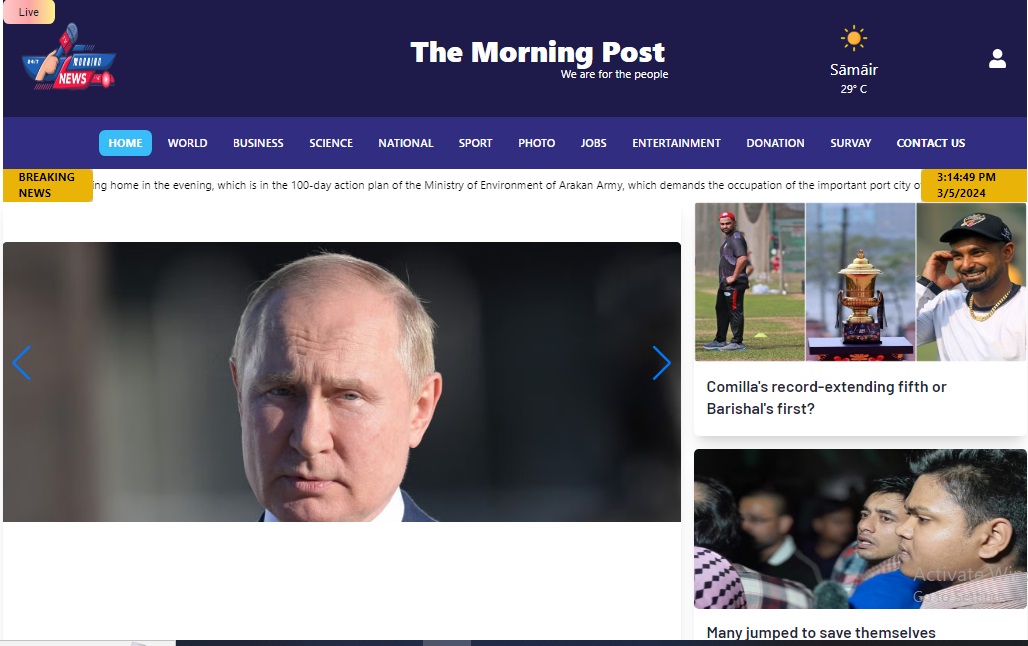 Live
24/7
MORNING
NEWS
The Morning Post
We are for the people
Sāmāir
29° C
HOME WORLD BUSINESS SCIENCE NATIONAL SPORT PHOTO JOBS ENTERTAINMENT DONATION SURVAY CONTACT US
BREAKING
NEWS
ing home in the evening, which is in the 100-day action plan of the Ministry of Environment of Arakan Army, which demands the occupation of the important port city o
3:14:49 PM
3/5/2024
Comilla's record-extending fifth or
Barishal's first?
Activate Win
Go to Settin
Many jumped to save themselves